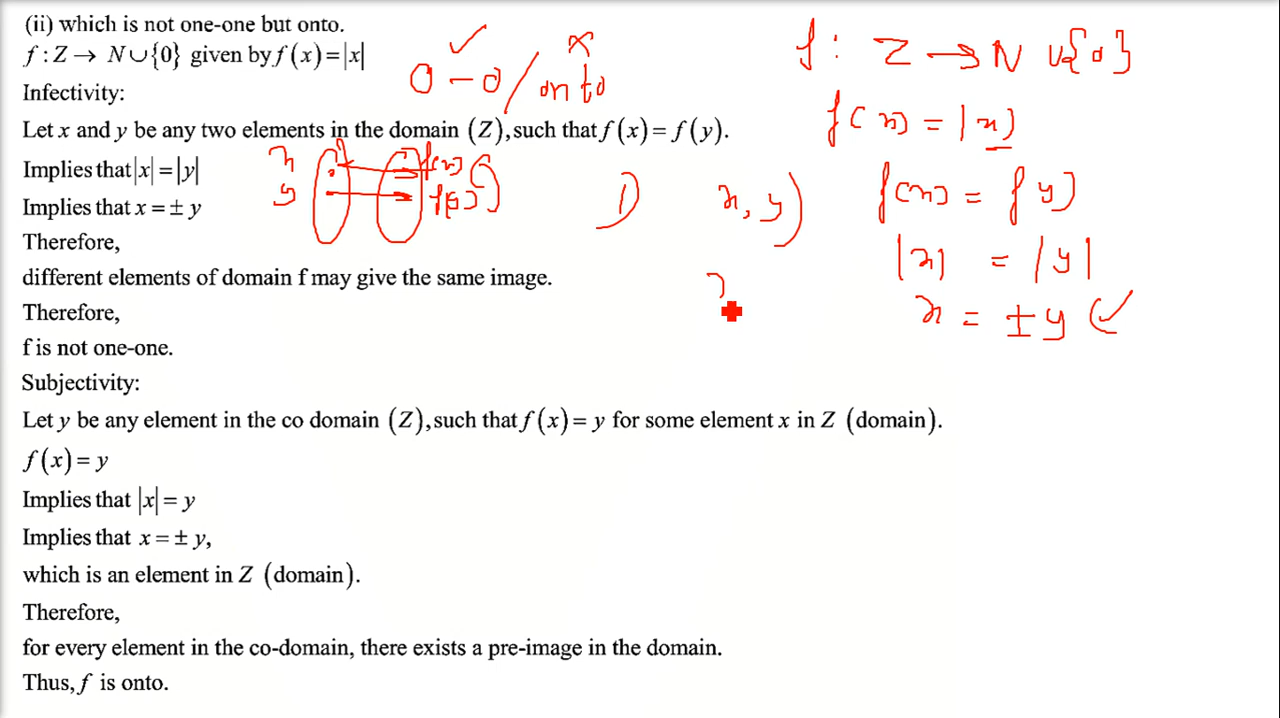 (ii) which is not one-one but onto.
f : Z → N∪{0} given by f(x)=|x|
Infectivity:
Let x and y be any two elements in the domain (Z), such that f(x)= f(y).
Implies that |x|=|y|
Implies that x=± y
Therefore,
different elements of domain f may give the same image.
Therefore,
f is not one-one.
Subjectivity:
Let y be any element in the co domain (Z), such that f(x)= y for some element x in Z (domain).
f(x)= y
Implies that |x|= y
Implies that x=± y,
which is an element in Z (domain).
Therefore,
for every element in the co-domain, there exists a pre-image in the domain.
Thus, f is onto.
0 – 0 / onto
x
y
f(x)
f(y)
1) x, y)
f : Z → N ∪{0}
f(x) = |x|
f(x) = f y)
|x| = |y|
x = ± y